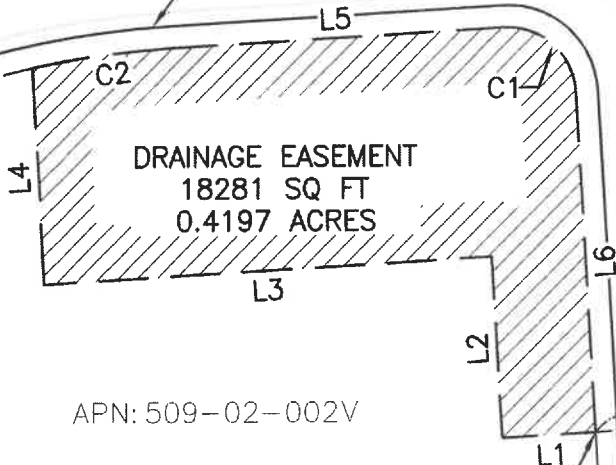 L5
C2
C1
DRAINAGE EASEMENT
18281 SQ FT
0.4197 ACRES
L4
L3
L6
L2
APN: 509-02-002V
L1